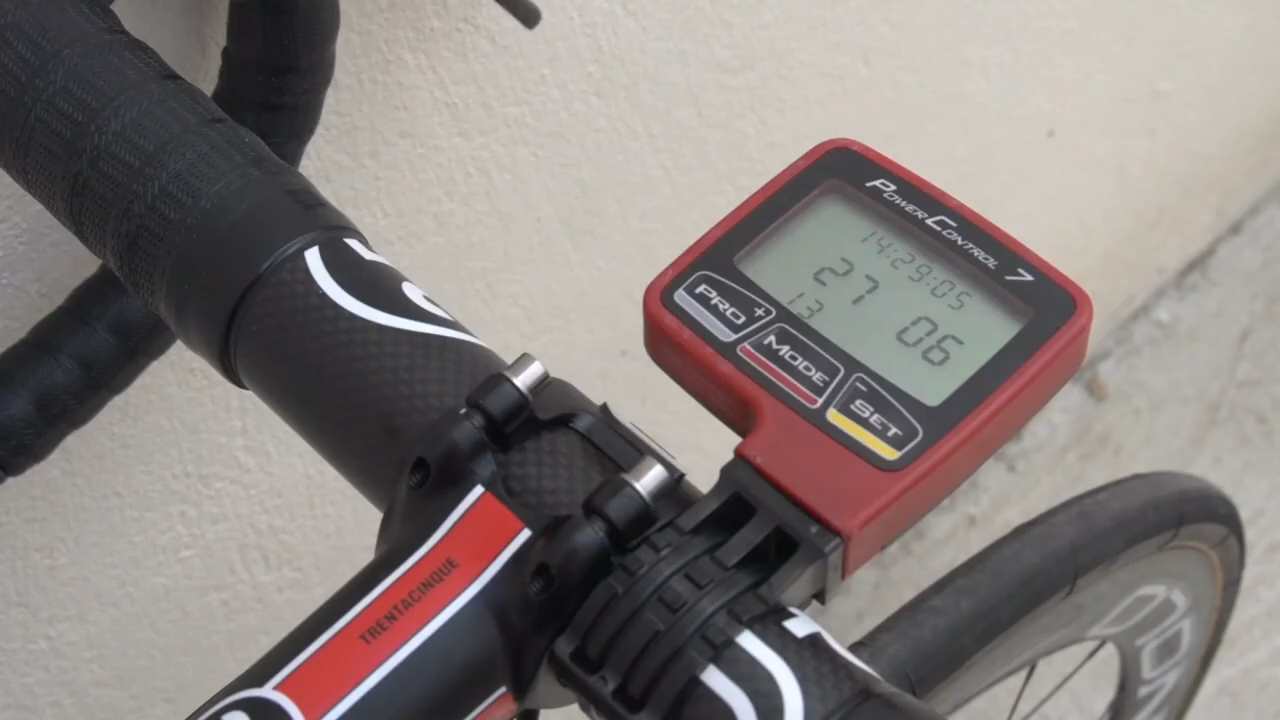 POWERCONTROL 7
14:29:05
27
06
13
PRO +
MODE
- SET
TRENTACINQUE